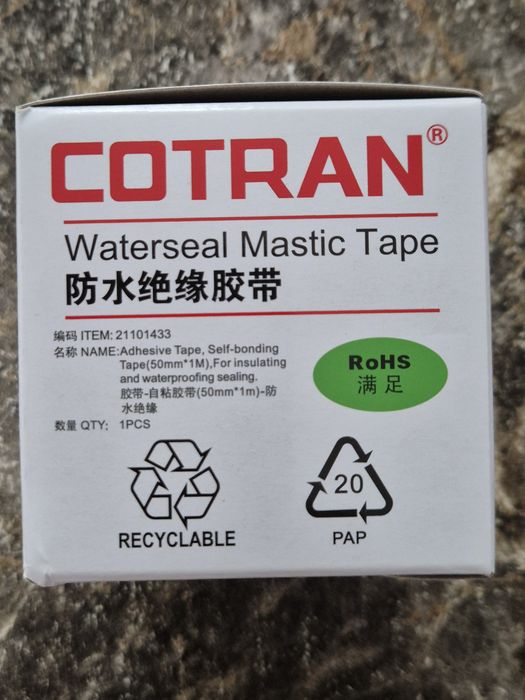 COTRAN®
Waterseal Mastic Tape
防水绝缘胶带
编码 ITEM: 21101433
名称 NAME:Adhesive Tape, Self-bonding
Tape(50mm*1M),For insulating
and waterproofing sealing.
胶带-自粘胶带(50mm*1m)-防
水绝缘
数量 QTY: 1PCS
RoHS
满足
20
RECYCLABLE
PAP